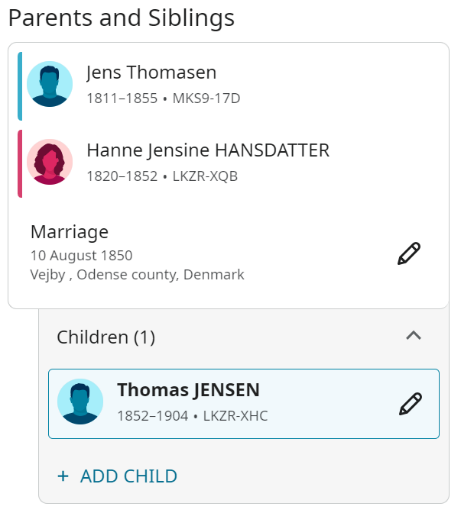 Parents and Siblings
Jens Thomasen
1811–1855 • MKS9-17D
Hanne Jensine HANSDATTER
1820–1852 • LKZR-XQB
Marriage
10 August 1850
Vejby , Odense county, Denmark
Children (1)
Thomas JENSEN
1852–1904 • LKZR-XHC
+ ADD CHILD